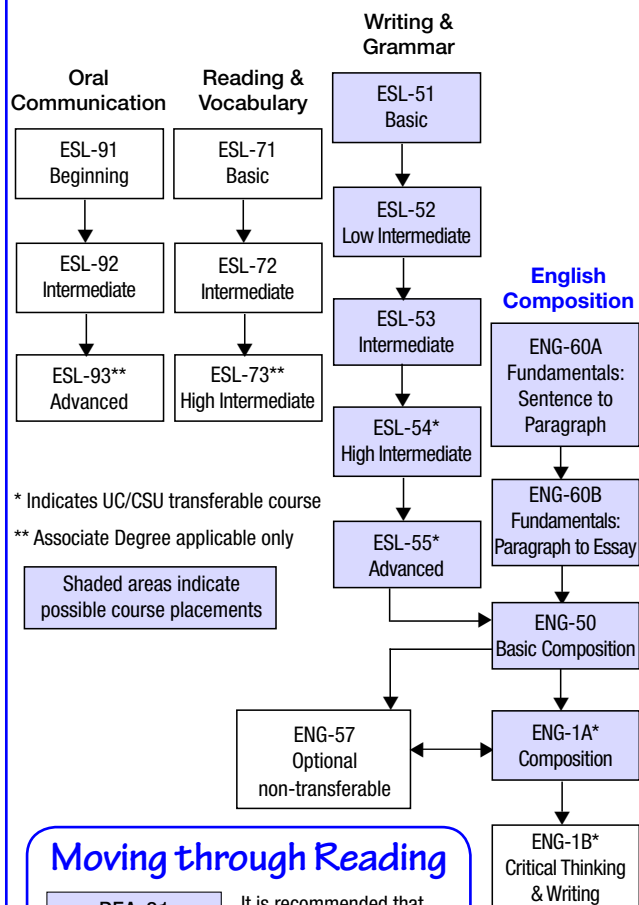 Writing &
Grammar
Oral
Communication
Reading &
Vocabulary
ESL-51
Basic
ESL-91
Beginning
ESL-71
Basic
ESL-52
Low Intermediate
ESL-92
Intermediate
ESL-72
Intermediate
English
Composition
ESL-53
Intermediate
ENG-60A
Fundamentals:
Sentence to
Paragraph
ESL-93**
Advanced
ESL-73**
High Intermediate
ESL-54*
High Intermediate
* Indicates UC/CSU transferable course
** Associate Degree applicable only
ENG-60B
Fundamentals:
Paragraph to Essay
ESL-55*
Advanced
Shaded areas indicate
possible course placements
ENG-50
Basic Composition
ENG-57
Optional
non-transferable
ENG-1A*
Composition
ENG-1B*
Critical Thinking
& Writing
Moving through Reading
It is recommended that